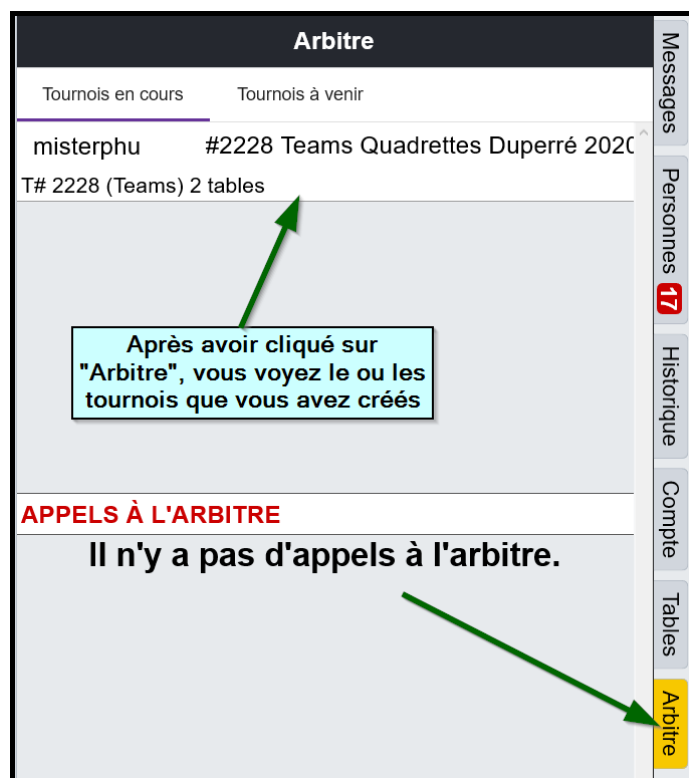 Arbitre
Tournois en cours
Tournois à venir
misterphu
#2228 Teams Quadrettes Duperré 2020
T# 2228 (Teams) 2 tables
Après avoir cliqué sur
"Arbitre", vous voyez le ou les
tournois que vous avez créés
APPELS À L'ARBITRE
Il n'y a pas d'appels à l'arbitre.
Messages
Personnes 17
Historique
Compte
Tables
Arbitre